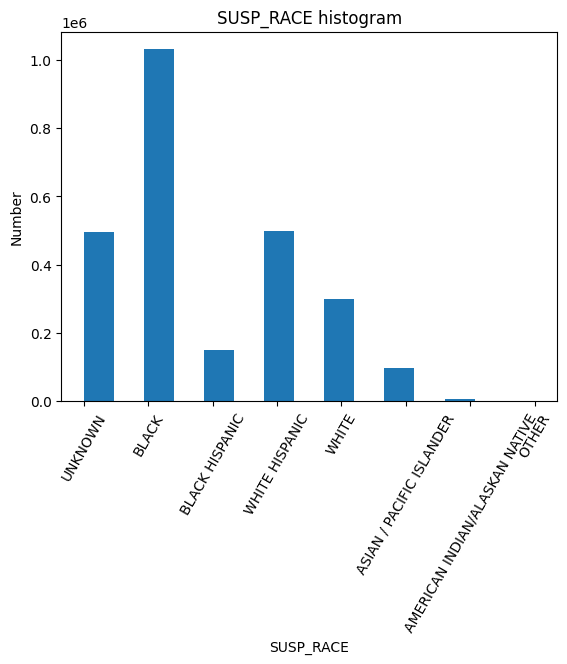 SUSP_RACE histogram
1e6
1.0
0.8
0.6
0.4
0.2
0.0
Number
UNKNOWN
BLACK
BLACK HISPANIC
WHITE HISPANIC
WHITE
ASIAN / PACIFIC ISLANDER
AMERICAN INDIAN/ALASKAN NATIVE
OTHER
SUSP_RACE